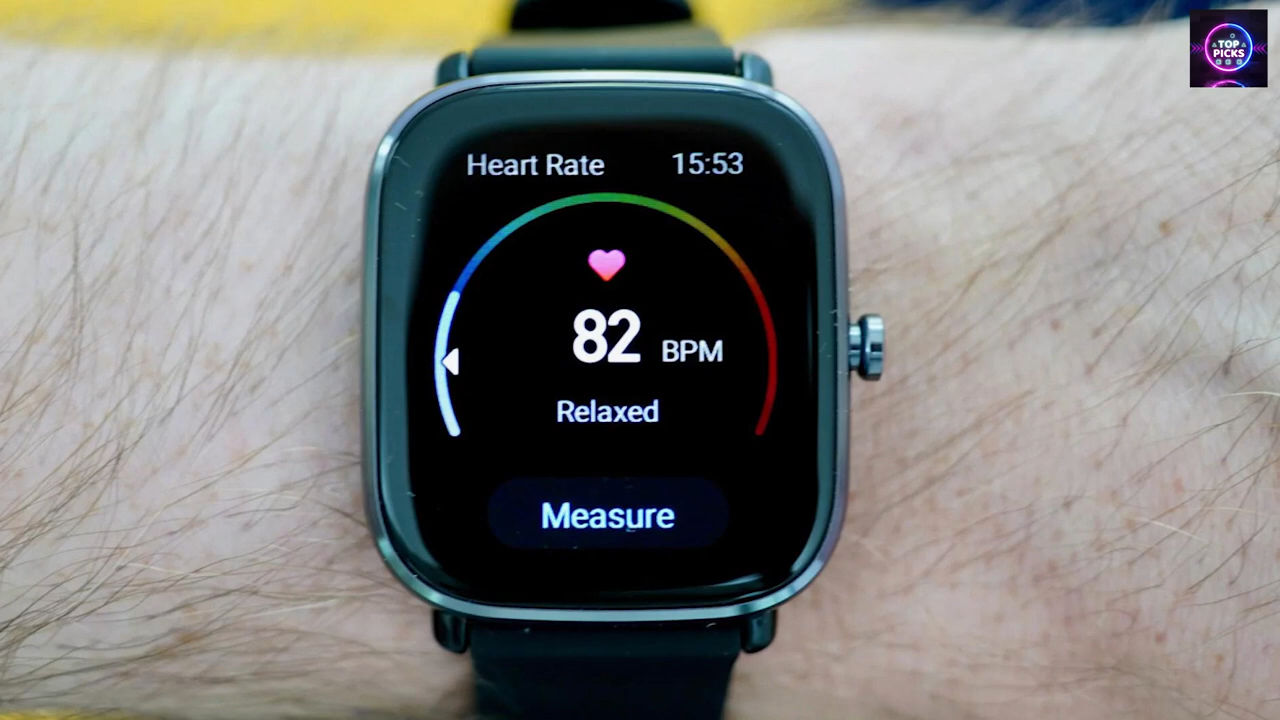 TOP
PICKS
Heart Rate 15:53
82 BPM
Relaxed
Measure